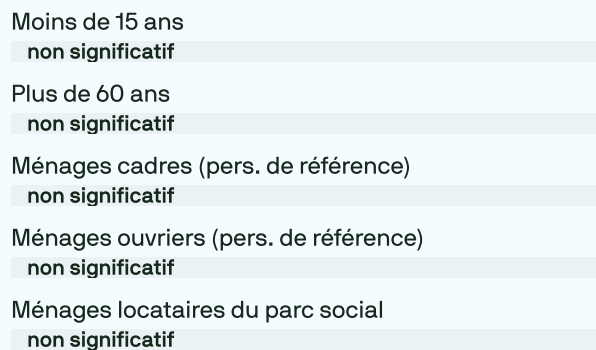 Moins de 15 ans
non significatif
Plus de 60 ans
non significatif
Ménages cadres (pers. de référence)
non significatif
Ménages ouvriers (pers. de référence)
non significatif
Ménages locataires du parc social
non significatif